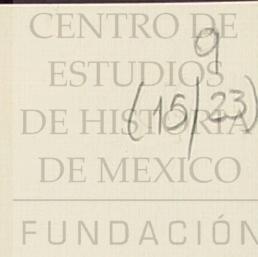 CENTRO DE
9
ESTUDIOS
(15/23)
DE HISTORIA
DE MEXICO
FUNDACIÓN